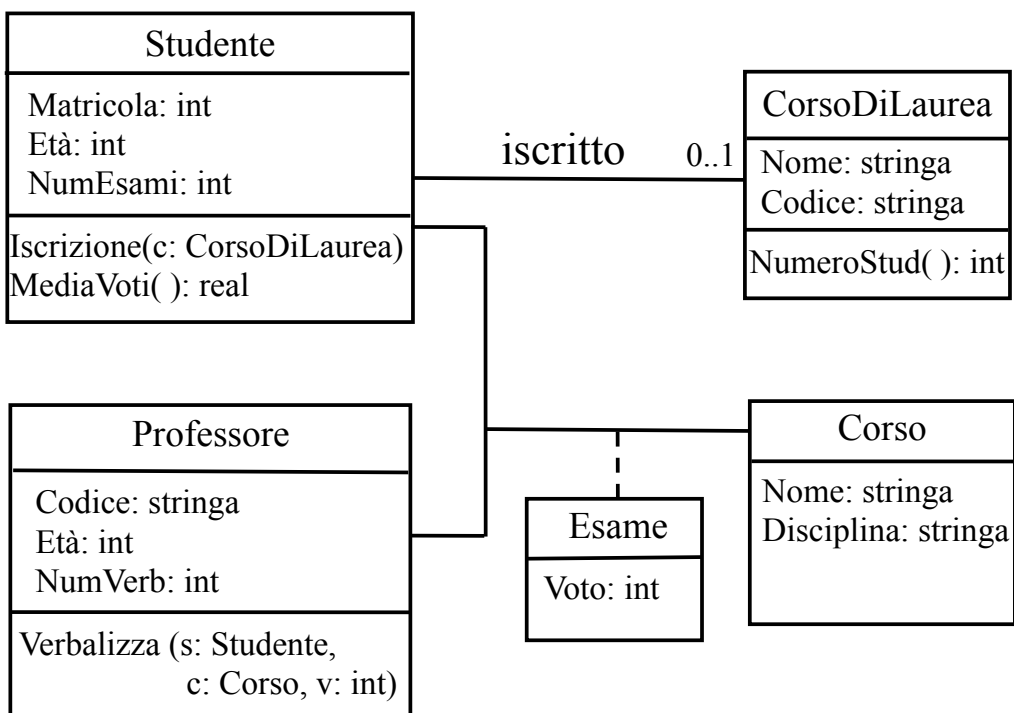 Studente
Matricola: int
Età: int
NumEsami: int
Iscrizione(c: CorsoDiLaurea)
MediaVoti( ): real
iscritto
0..1
CorsoDiLaurea
Nome: stringa
Codice: stringa
NumeroStud( ): int
Professore
Codice: stringa
Età: int
NumVerb: int
Verbalizza (s: Studente,
c: Corso, v: int)
Esame
Voto: int
Corso
Nome: stringa
Disciplina: stringa